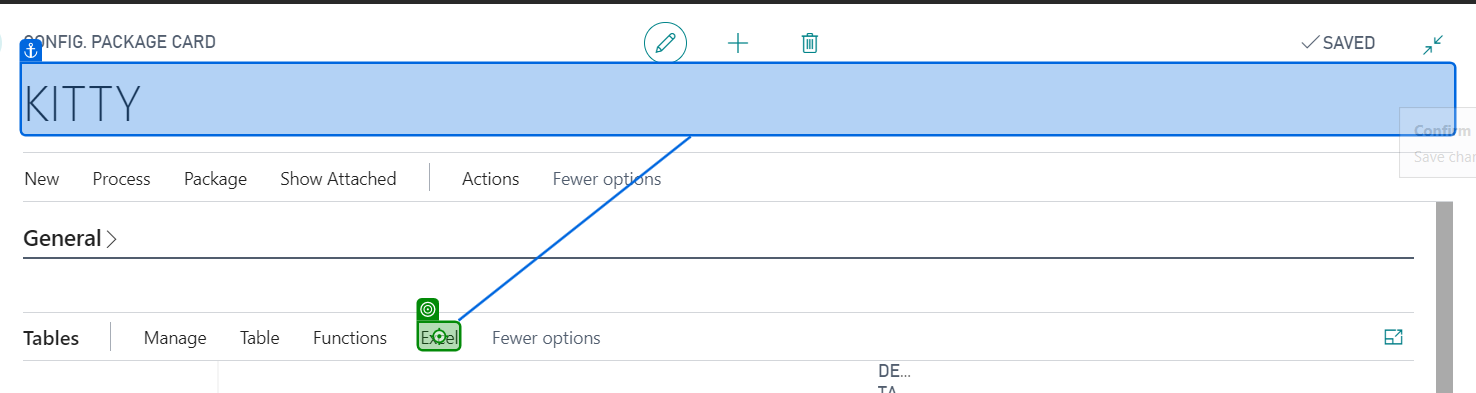 CONFIG. PACKAGE CARD
SAVED
KITTY
Confirm
Save char
New Process Package Show Attached Actions Fewer options
General
Tables Manage Table Functions Excel Fewer options
DE...
TA